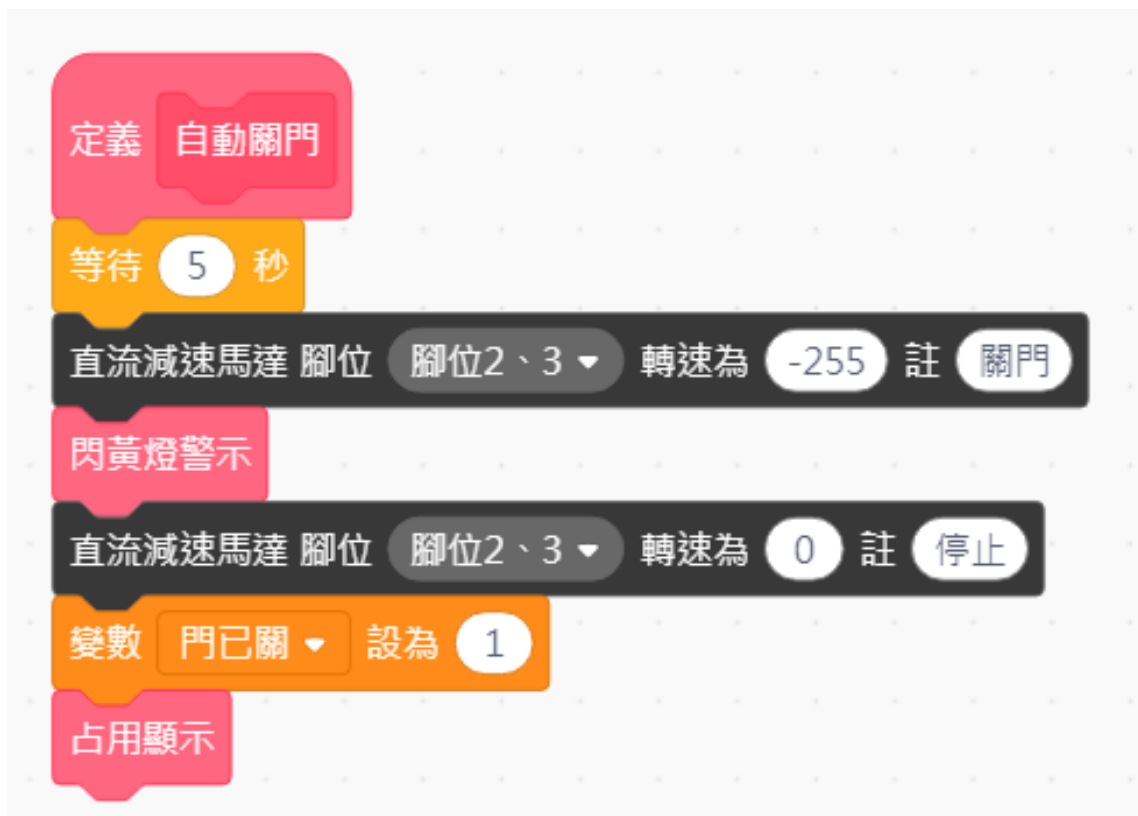 定義 自動關門
等待 5 秒
直流減速馬達 腳位 腳位2、3 轉速為 -255 註 關門
閃黃燈警示
直流減速馬達 腳位 腳位2、3 轉速為 0 註 停止
變數 門已關 設為 1
占用顯示